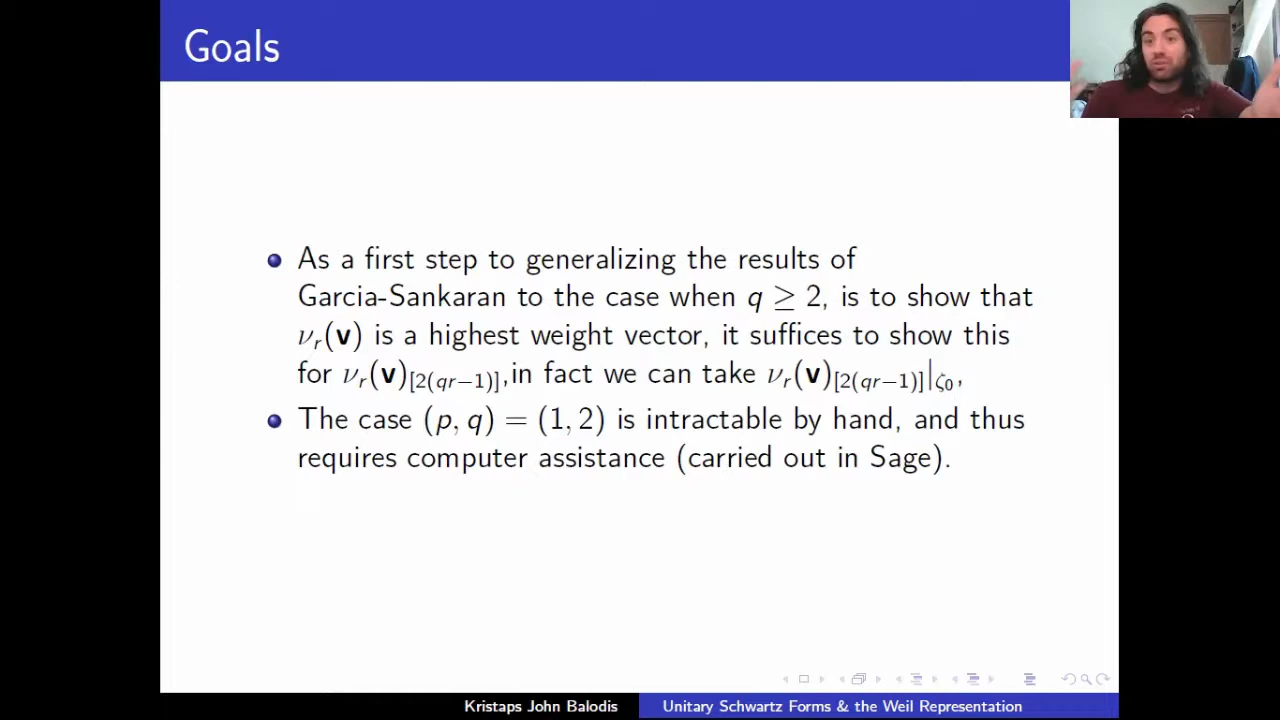 Goals
As a first step to generalizing the results of
Garcia-Sankaran to the case when q ≥ 2, is to show that
ν_r(v) is a highest weight vector, it suffices to show this
for ν_r(v)_[2(qr−1)],in fact we can take ν_r(v)_[2(qr−1)]|_ζ₀,
The case (p, q) = (1, 2) is intractable by hand, and thus
requires computer assistance (carried out in Sage).
Kristaps John Balodis
Unitary Schwartz Forms & the Weil Representation